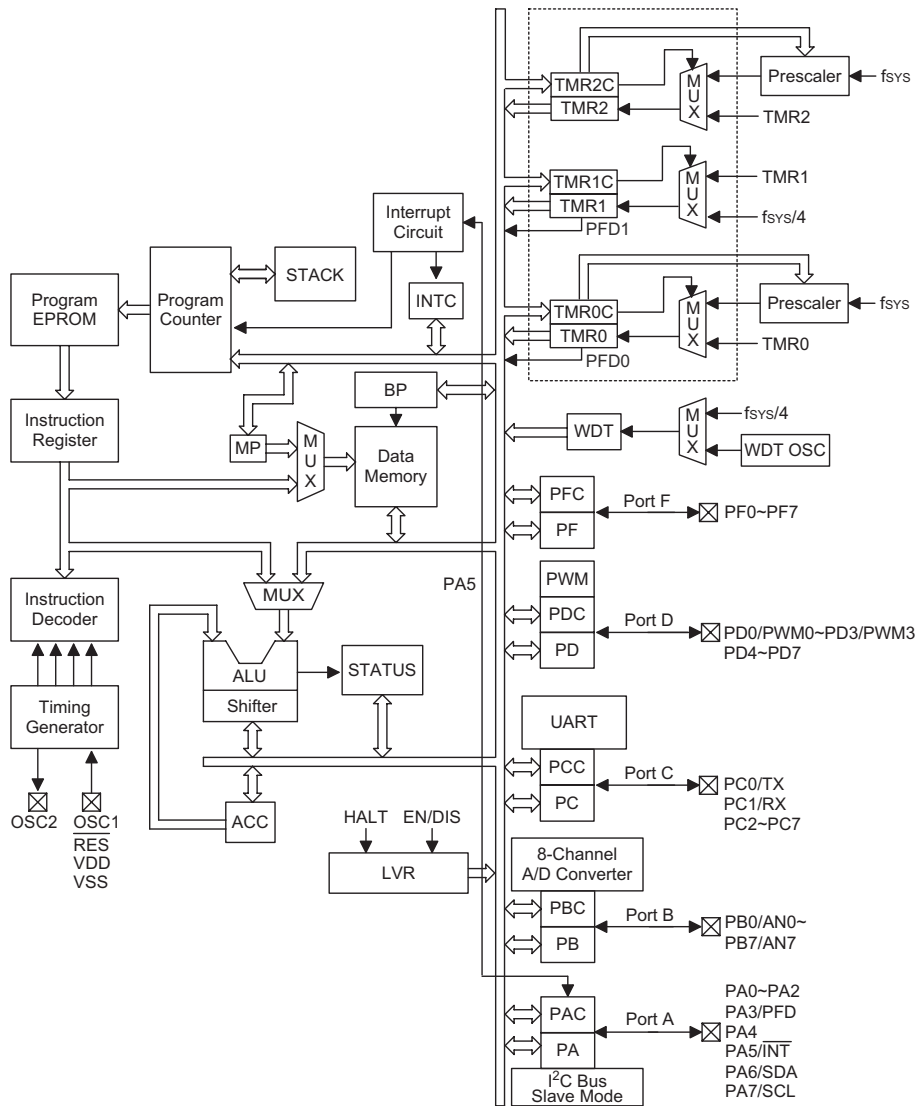 TMR2C
TMR2
MUX
Prescaler
fSYS
TMR2
TMR1C
TMR1
MUX
TMR1
fSYS/4
PFD1
TMR0C
TMR0
MUX
Prescaler
fSYS
TMR0
PFD0
Interrupt
Circuit
STACK
INTC
Program
EPROM
Program
Counter
BP
WDT
MUX
fSYS/4
WDT OSC
Instruction
Register
MP
MUX
Data
Memory
PFC
PF
Port F
PF0~PF7
Instruction
Decoder
MUX
PA5
PWM
PDC
PD
Port D
PD0/PWM0~PD3/PWM3
PD4~PD7
ALU
Shifter
STATUS
Timing
Generator
UART
PCC
PC
Port C
PC0/TX
PC1/RX
PC2~PC7
OSC2
OSC1
RES
VDD
VSS
ACC
HALT
EN/DIS
LVR
8-Channel
A/D Converter
PBC
PB
Port B
PB0/AN0~
PB7/AN7
PAC
PA
Port A
PA0~PA2
PA3/PFD
PA4
PA5/INT
PA6/SDA
PA7/SCL
I²C Bus
Slave Mode